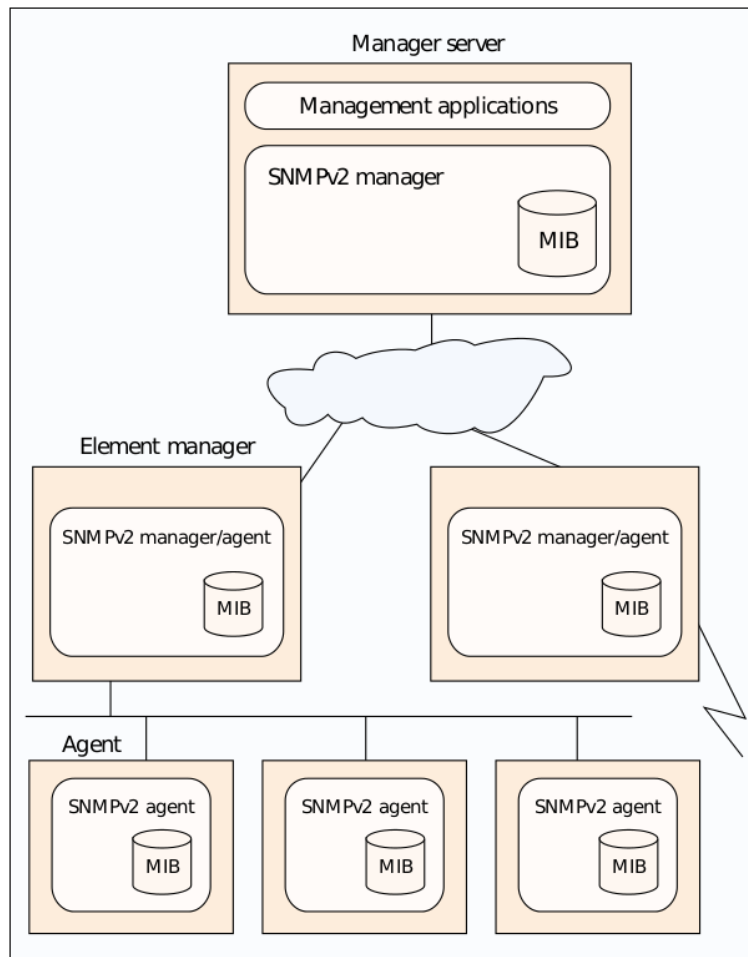 Manager server
Management applications
SNMPv2 manager
MIB
Element manager
SNMPv2 manager/agent
MIB
SNMPv2 manager/agent
MIB
Agent
SNMPv2 agent
MIB
SNMPv2 agent
MIB
SNMPv2 agent
MIB